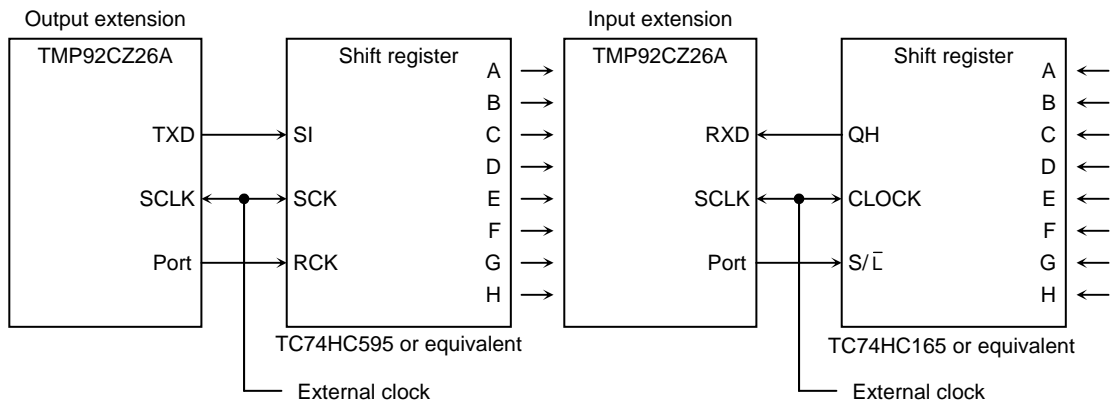 Output extension
TMP92CZ26A
TXD
SCLK
Port
Shift register
SI
SCK
RCK
A
B
C
D
E
F
G
H
TC74HC595 or equivalent
External clock
Input extension
TMP92CZ26A
RXD
SCLK
Port
Shift register
QH
CLOCK
S/L̄
A
B
C
D
E
F
G
H
TC74HC165 or equivalent
External clock